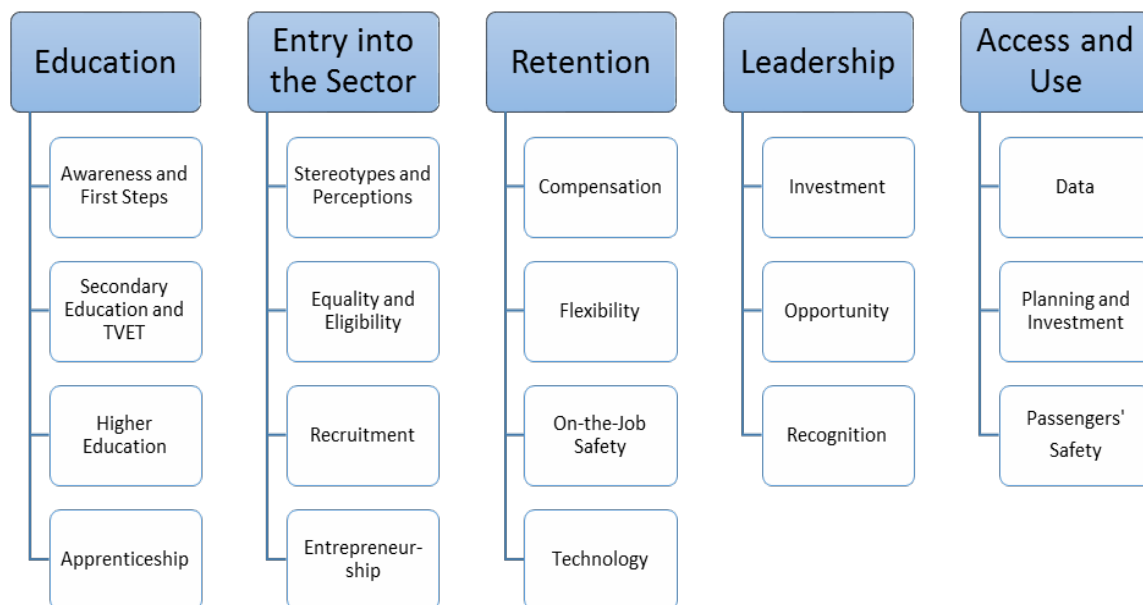 Education
Awareness and
First Steps
Secondary
Education and
TVET
Higher
Education
Apprenticeship
Entry into
the Sector
Stereotypes and
Perceptions
Equality and
Eligibility
Recruitment
Entrepreneur-
ship
Retention
Compensation
Flexibility
On-the-Job
Safety
Technology
Leadership
Investment
Opportunity
Recognition
Access and
Use
Data
Planning and
Investment
Passengers'
Safety